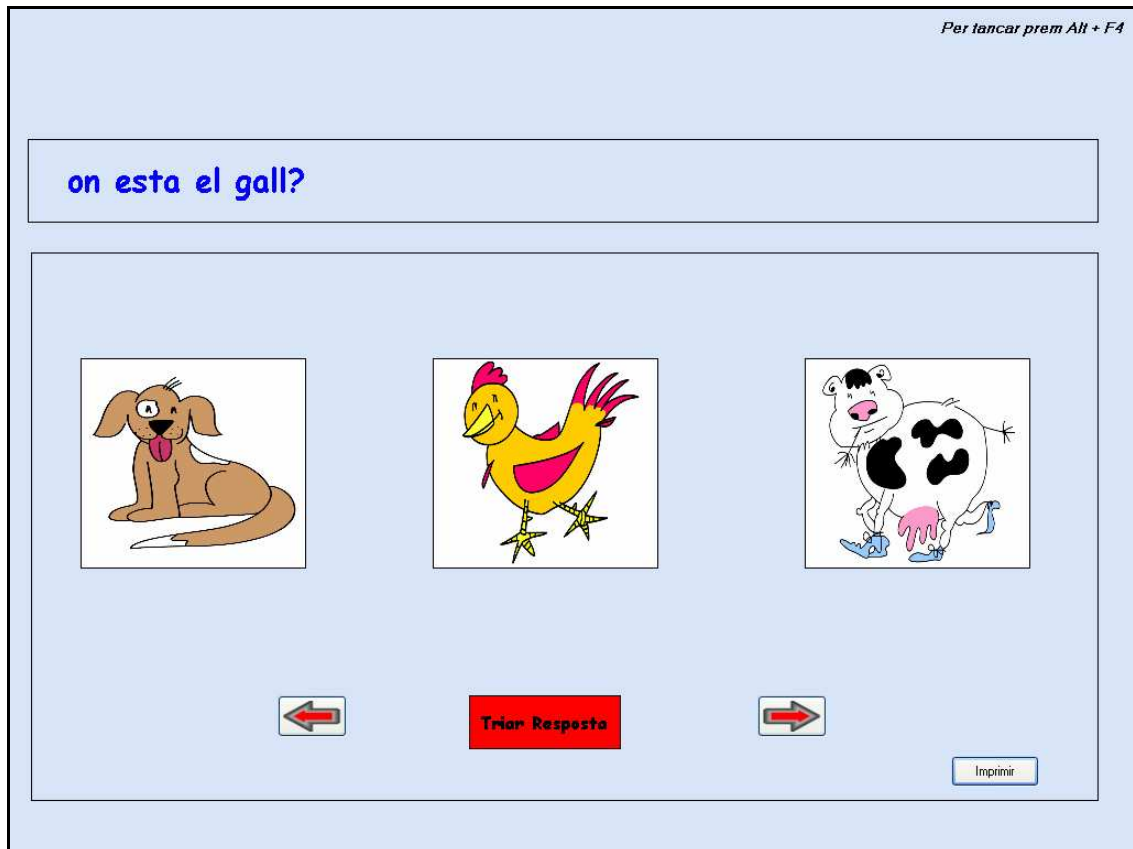 Per tancar prem Alt + F4
on esta el gall?
Triar Resposta
Imprimir